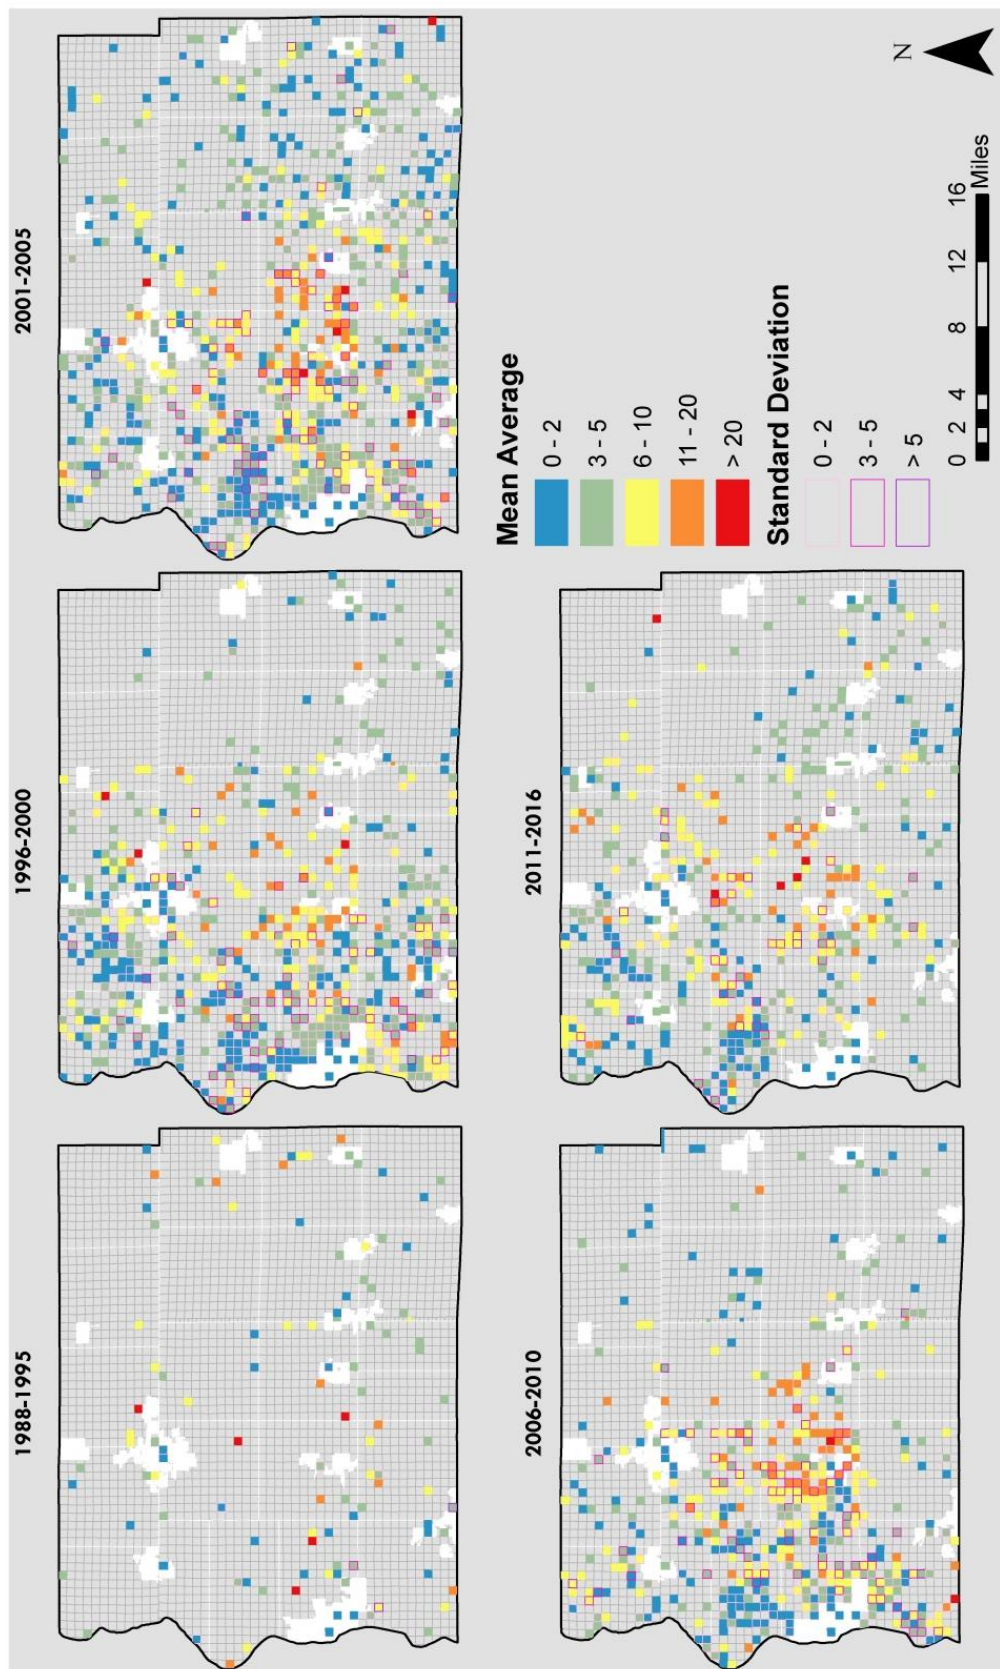 1988-1995
1996-2000
2001-2005
2006-2010
2011-2016
Mean Average
0 - 2
3 - 5
6 - 10
11 - 20
> 20
Standard Deviation
0 - 2
3 - 5
> 5
N
0 2 4 8 12 16
Miles